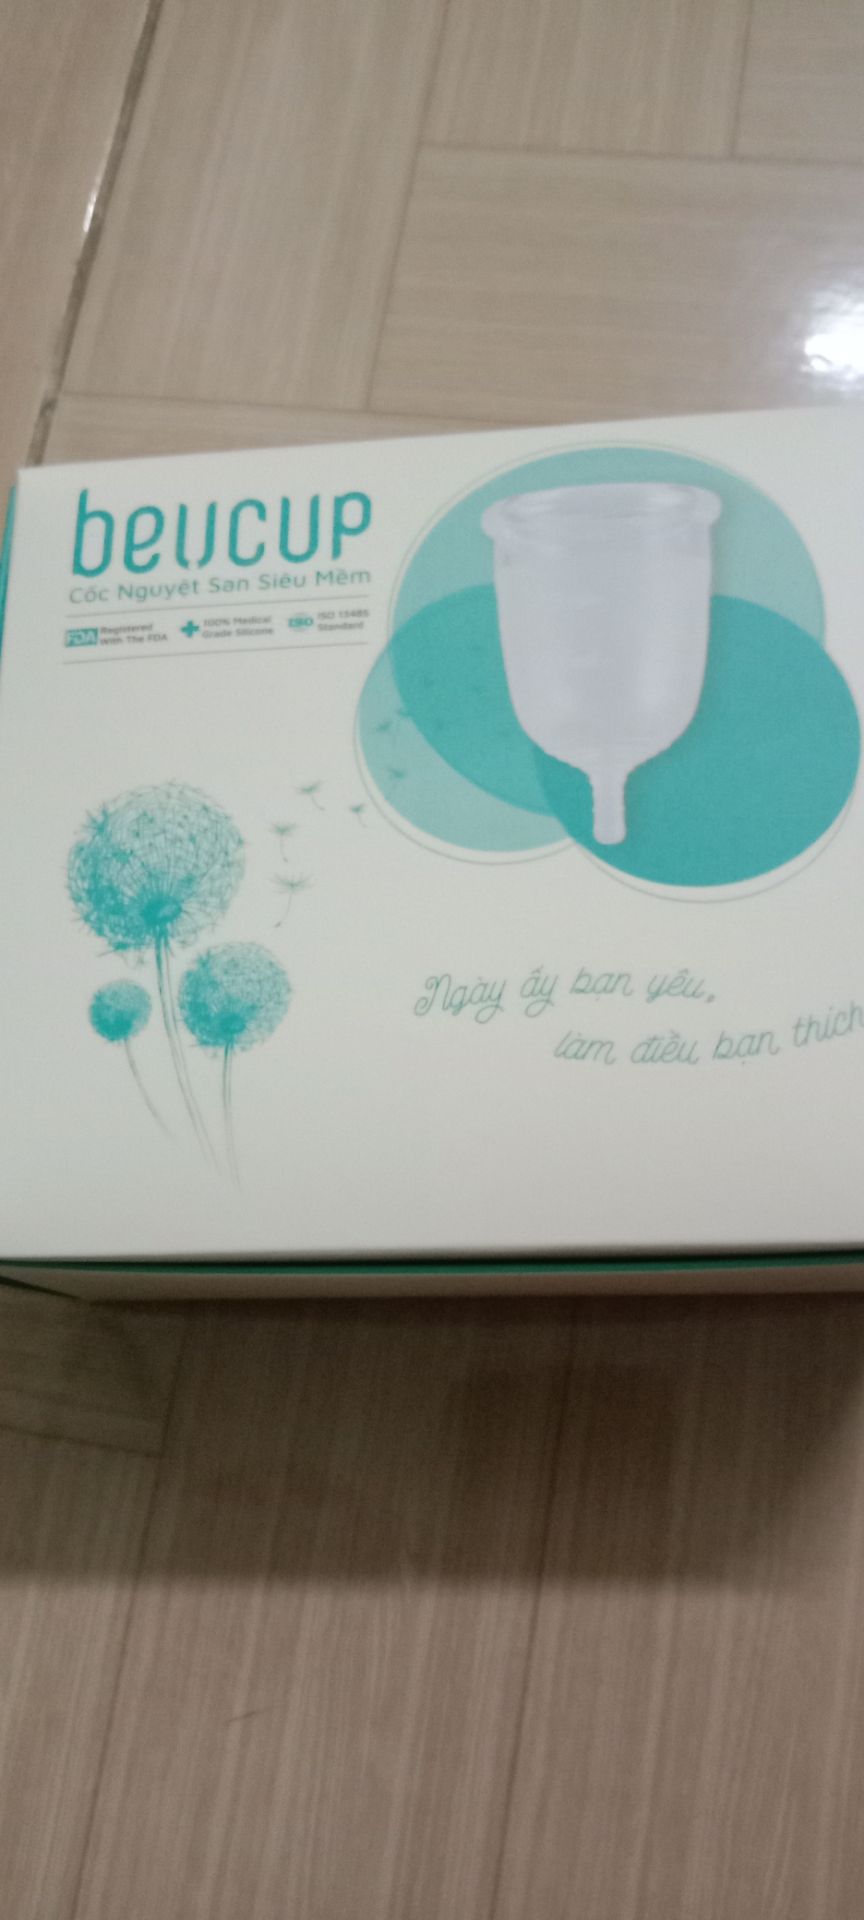 beucup
Cốc Nguyệt San Siêu Mềm
FDA Registered With The FDA
100% Medical Grade Silicone
ISO ISO 13485 Standard
Ngày ấy bạn yêu,
làm điều bạn thích